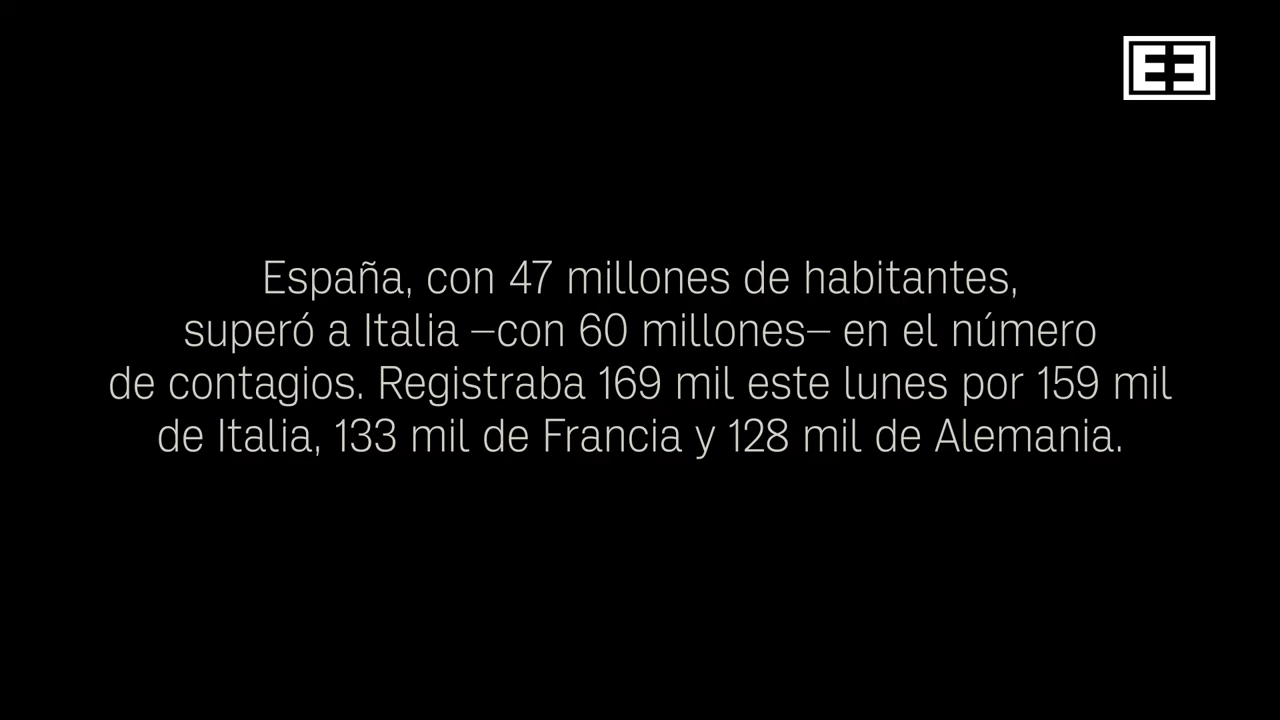 EE
España, con 47 millones de habitantes,
superó a Italia –con 60 millones– en el número
de contagios. Registraba 169 mil este lunes por 159 mil
de Italia, 133 mil de Francia y 128 mil de Alemania.